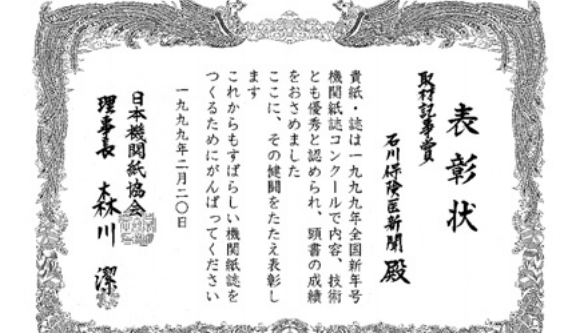 表彰状
取材記事賞
石川保険医新聞 殿
貴紙・誌は一九九九年全国新年号
機関紙誌コンクールで内容、技術
とも優秀と認められ、頭書の成績
をおさめました
ここに、その健闘をたたえ表彰し
ます
これからもすばらしい機関紙誌を
つくるためにがんばってください
一九九九年二月二〇日
日本機関紙協会
理事長 森川 潔